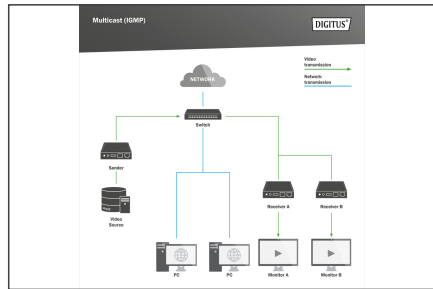 Multicast (IGMP)
DIGITUS®
Video
transmission
Network
transmission
NETWORK
Switch
Sender
Video
Source
Receiver A
Receiver B
PC
PC
Monitor A
Monitor B